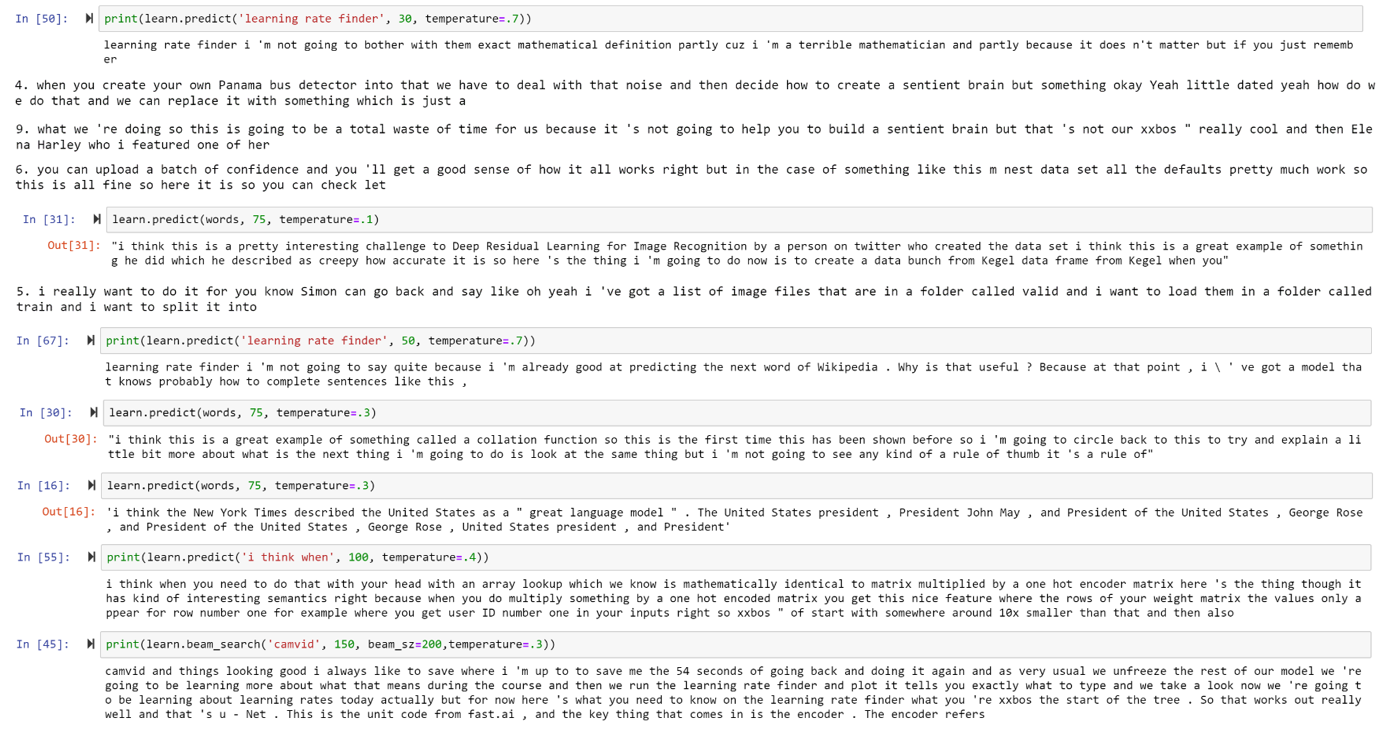 In [50]: print(learn.predict('learning rate finder', 30, temperature=.7))
learning rate finder i 'm not going to bother with them exact mathematical definition partly cuz i 'm a terrible mathematician and partly because it does n't matter but if you just rememb
er
4. when you create your own Panama bus detector into that we have to deal with that noise and then decide how to create a sentient brain but something okay Yeah little dated yeah how do w
e do that and we can replace it with something which is just a
9. what we 're doing so this is going to be a total waste of time for us because it 's not going to help you to build a sentient brain but that 's not our xxbos " really cool and then Ele
na Harley who i featured one of her
6. you can upload a batch of confidence and you 'll get a good sense of how it all works right but in the case of something like this m nest data set all the defaults pretty much work so
this is all fine so here it is so you can check let
In [31]: learn.predict(words, 75, temperature=.1)
Out[31]: "i think this is a pretty interesting challenge to Deep Residual Learning for Image Recognition by a person on twitter who created the data set i think this is a great example of somethin
g he did which he described as creepy how accurate it is so here 's the thing i 'm going to do now is to create a data bunch from Kegel data frame from Kegel when you"
5. i really want to do it for you know Simon can go back and say like oh yeah i 've got a list of image files that are in a folder called valid and i want to load them in a folder called
train and i want to split it into
In [67]: print(learn.predict('learning rate finder', 50, temperature=.7))
learning rate finder i 'm not going to say quite because i 'm already good at predicting the next word of Wikipedia . Why is that useful ? Because at that point , i \ ' ve got a model tha
t knows probably how to complete sentences like this ,
In [30]: learn.predict(words, 75, temperature=.3)
Out[30]: "i think this is a great example of something called a collation function so this is the first time this has been shown before so i 'm going to circle back to this to try and explain a li
ttle bit more about what is the next thing i 'm going to do is look at the same thing but i 'm not going to see any kind of a rule of thumb it 's a rule of"
In [16]: learn.predict(words, 75, temperature=.3)
Out[16]: 'i think the New York Times described the United States as a " great language model " . The United States president , President John May , and President of the United States , George Rose
, and President of the United States , George Rose , United States president , and President'
In [55]: print(learn.predict('i think when', 100, temperature=.4))
i think when you need to do that with your head with an array lookup which we know is mathematically identical to matrix multiplied by a one hot encoder matrix here 's the thing though it
has kind of interesting semantics right because when you do multiply something by a one hot encoded matrix you get this nice feature where the rows of your weight matrix the values only a
ppear for row number one for example where you get user ID number one in your inputs right so xxbos " of start with somewhere around 10x smaller than that and then also
In [45]: print(learn.beam_search('camvid', 150, beam_sz=200,temperature=.3))
camvid and things looking good i always like to save where i 'm up to to save me the 54 seconds of going back and doing it again and as very usual we unfreeze the rest of our model we 're
going to be learning more about what that means during the course and then we run the learning rate finder and plot it tells you exactly what to type and we take a look now we 're going t
o be learning about learning rates today actually but for now here 's what you need to know on the learning rate finder what you 're xxbos the start of the tree . So that works out really
well and that 's u - Net . This is the unit code from fast.ai , and the key thing that comes in is the encoder . The encoder refers